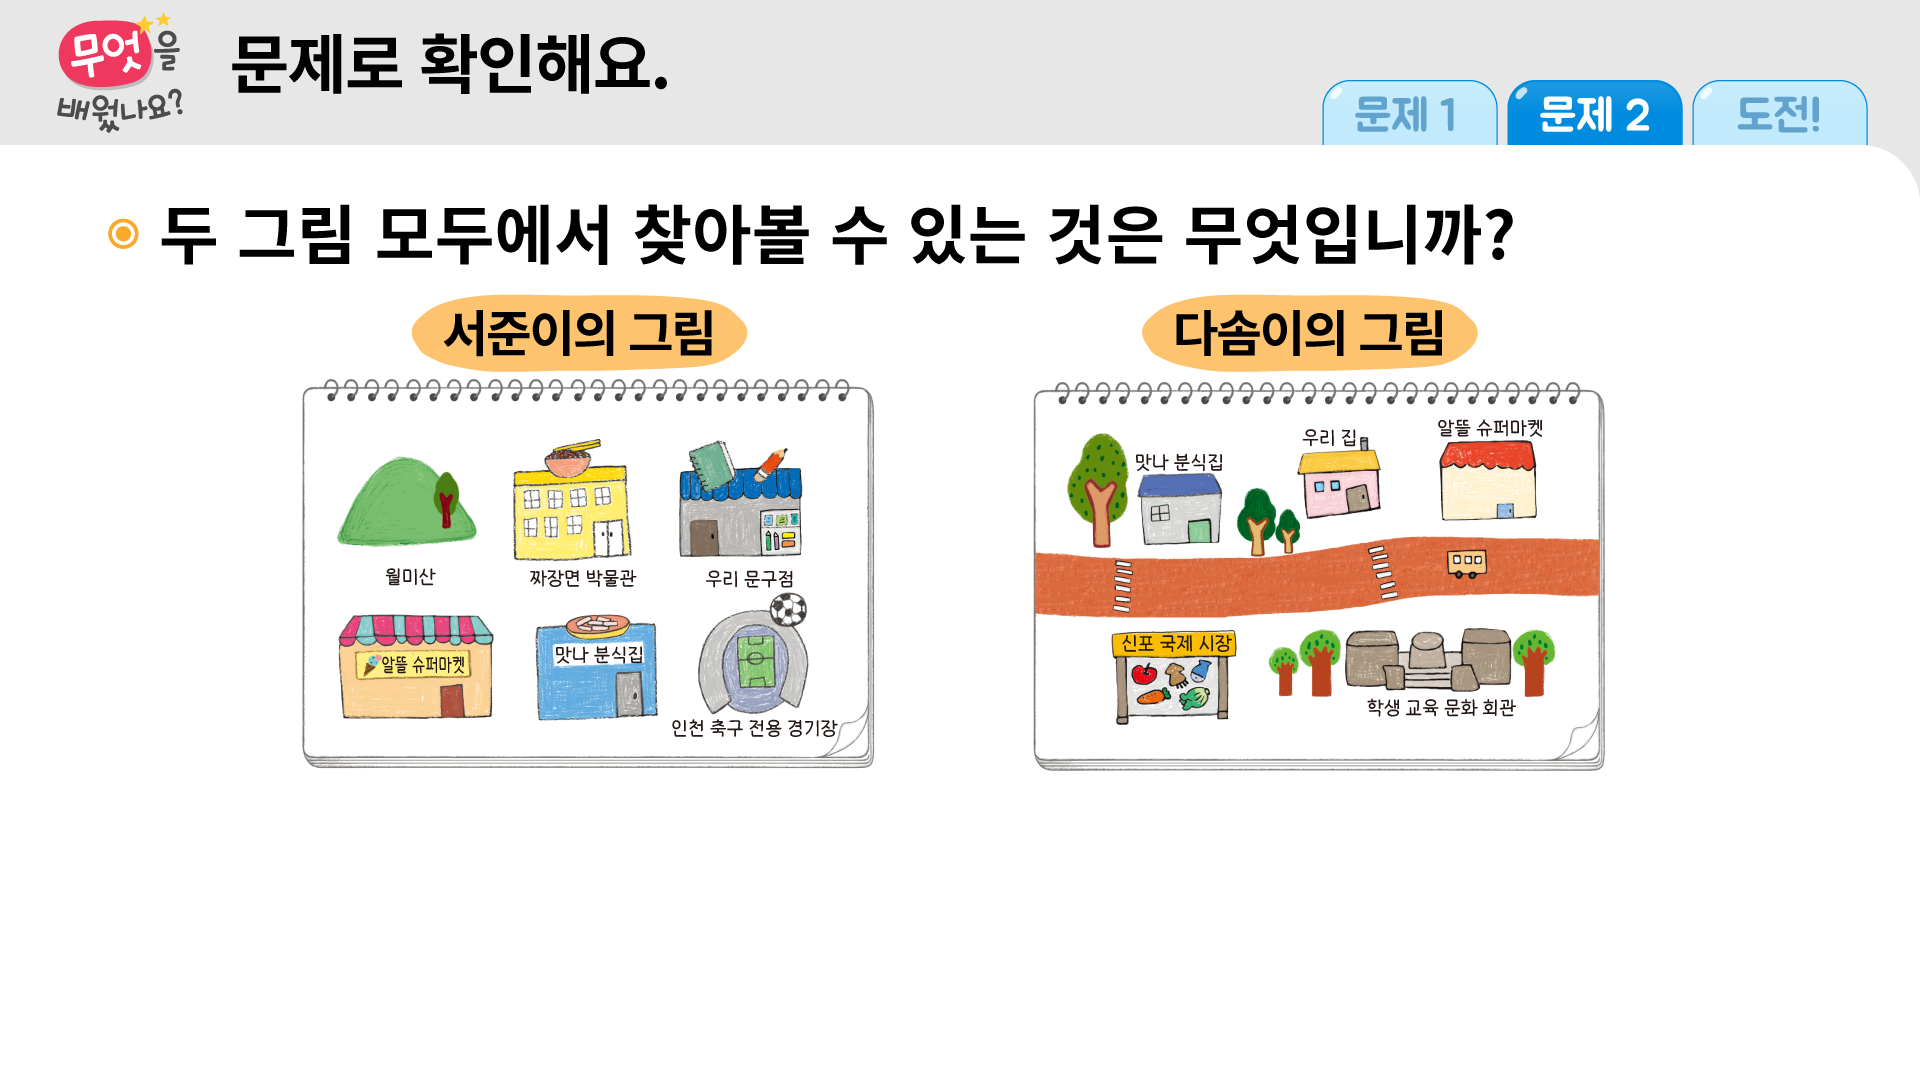 무엇을
배웠나요?
문제로 확인해요.
문제 1
문제 2
도전!
두 그림 모두에서 찾아볼 수 있는 것은 무엇입니까?
서준이의 그림
월미산
짜장면 박물관
우리 문구점
알뜰 슈퍼마켓
맛나 분식집
인천 축구 전용 경기장
다솜이의 그림
맛나 분식집
우리 집
알뜰 슈퍼마켓
신포 국제 시장
학생 교육 문화 회관